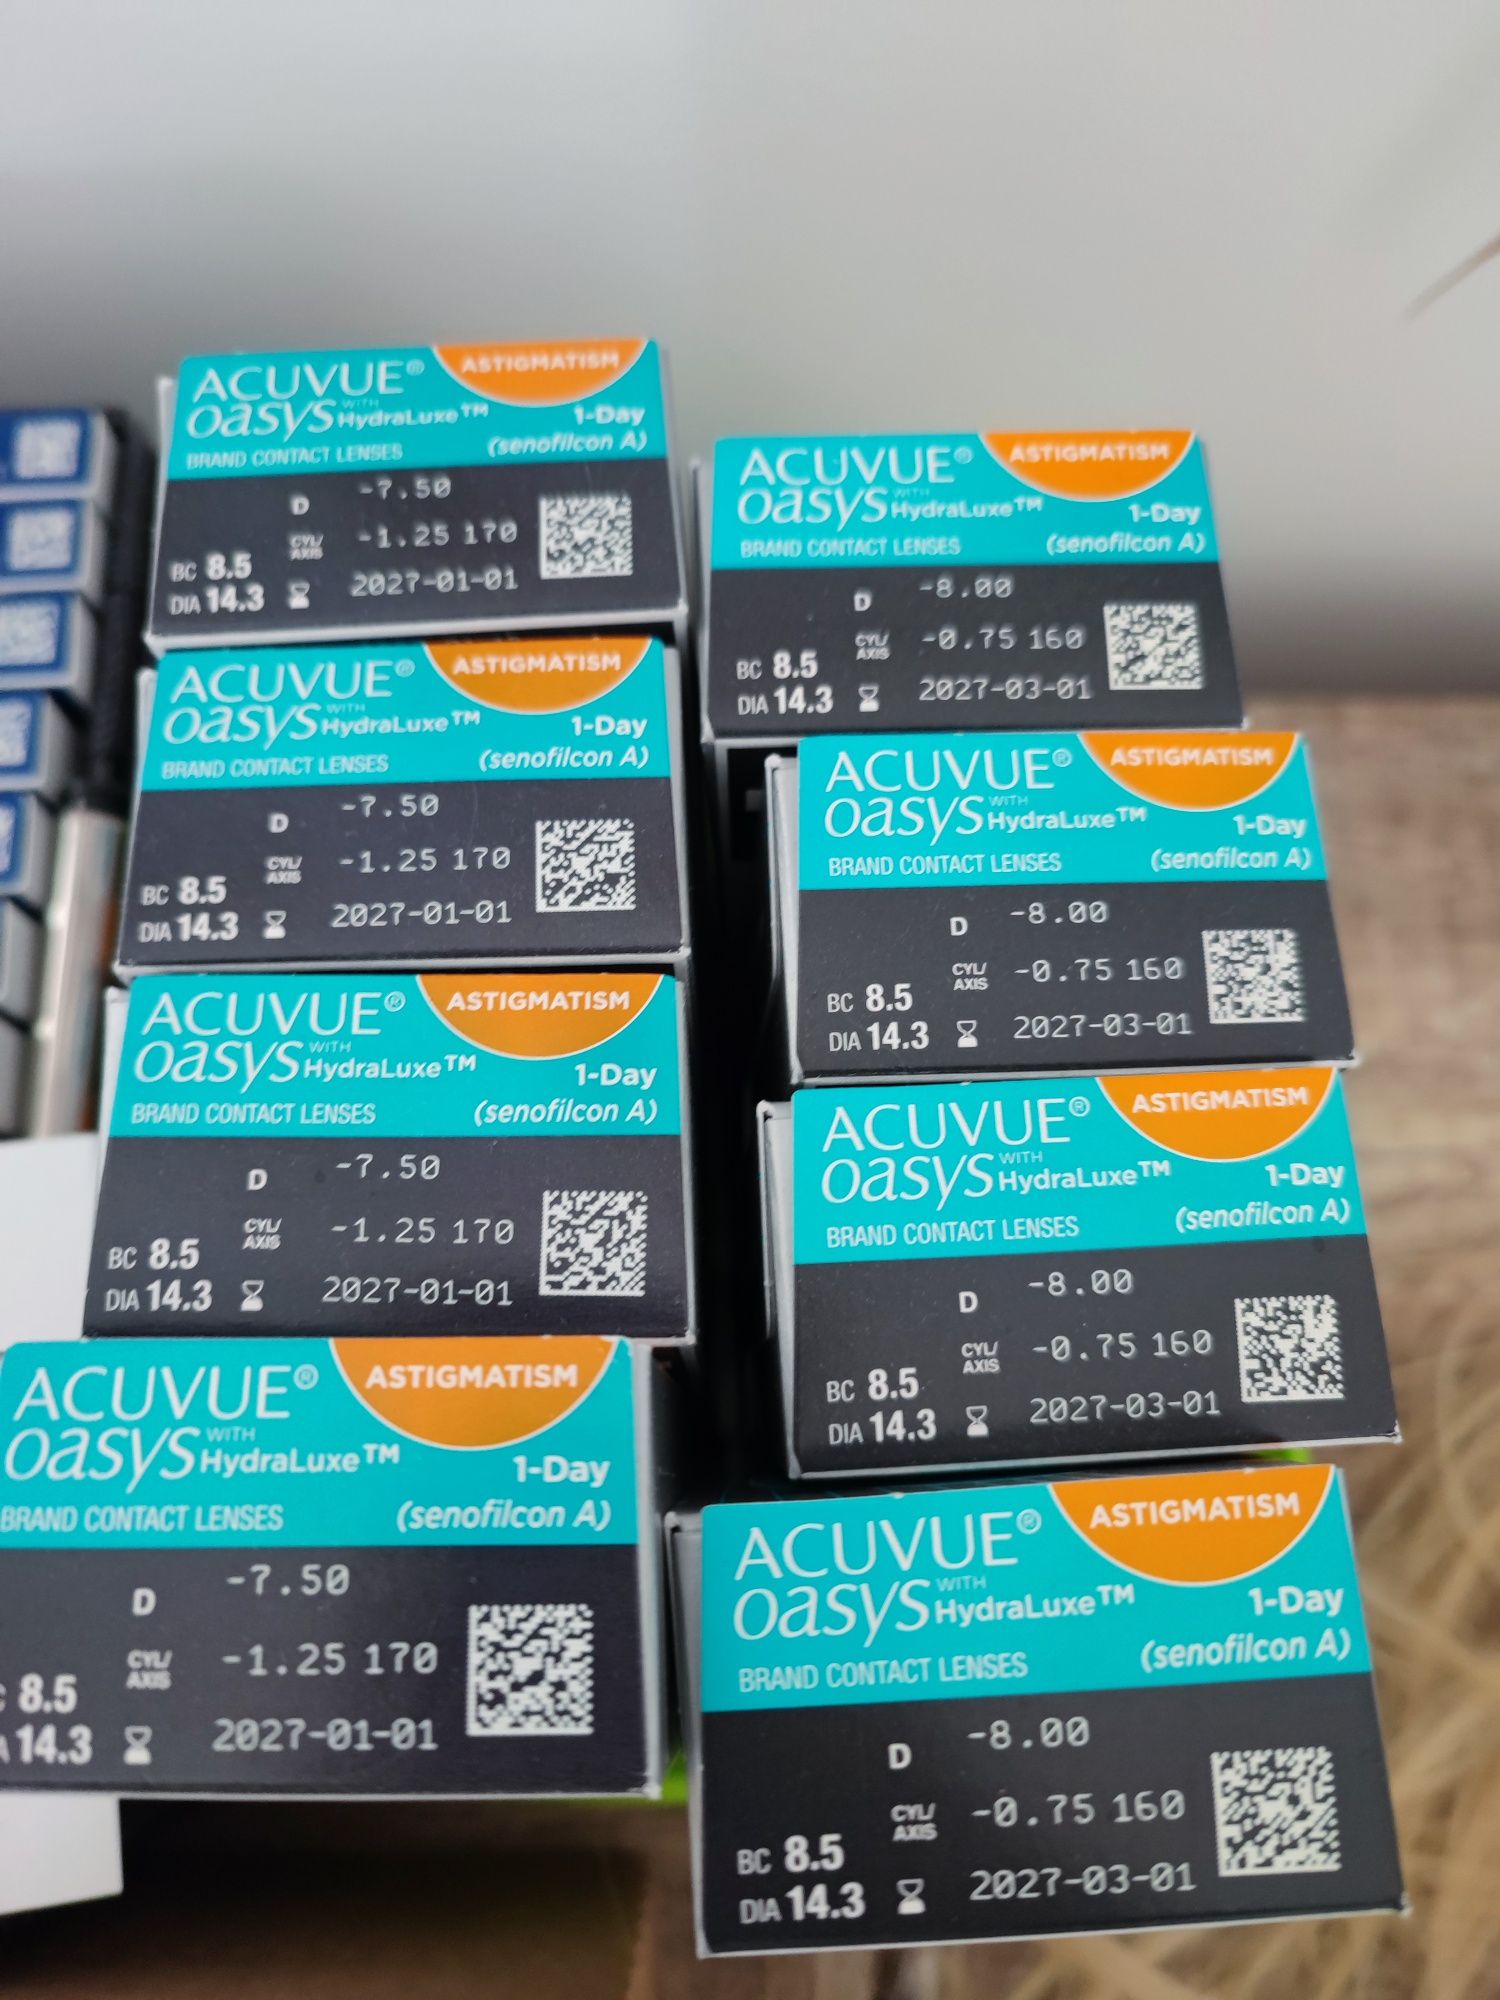 ACUVUE® ASTIGMATISM
oasys WITH HydraLuxe™ 1-Day
BRAND CONTACT LENSES (senofilcon A)
D -7.50
CYL/AXIS -1.25 170
BC 8.5
DIA 14.3 2027-01-01
ACUVUE® ASTIGMATISM
oasys WITH HydraLuxe™ 1-Day
BRAND CONTACT LENSES (senofilcon A)
D -7.50
CYL/AXIS -1.25 170
BC 8.5
DIA 14.3 2027-01-01
ACUVUE® ASTIGMATISM
oasys WITH HydraLuxe™ 1-Day
BRAND CONTACT LENSES (senofilcon A)
D -7.50
CYL/AXIS -1.25 170
BC 8.5
DIA 14.3 2027-01-01
ACUVUE® ASTIGMATISM
oasys WITH HydraLuxe™ 1-Day
BRAND CONTACT LENSES (senofilcon A)
D -7.50
CYL/AXIS -1.25 170
8.5
14.3 2027-01-01
ACUVUE® ASTIGMATISM
oasys WITH HydraLuxe™ 1-Day
BRAND CONTACT LENSES (senofilcon A)
D -8.00
CYL/AXIS -0.75 160
BC 8.5
DIA 14.3 2027-03-01
ACUVUE® ASTIGMATISM
oasys WITH HydraLuxe™ 1-Day
BRAND CONTACT LENSES (senofilcon A)
D -8.00
CYL/AXIS -0.75 160
BC 8.5
DIA 14.3 2027-03-01
ACUVUE® ASTIGMATISM
oasys WITH HydraLuxe™ 1-Day
BRAND CONTACT LENSES (senofilcon A)
D -8.00
CYL/AXIS -0.75 160
BC 8.5
DIA 14.3 2027-03-01
ACUVUE® ASTIGMATISM
oasys WITH HydraLuxe™ 1-Day
BRAND CONTACT LENSES (senofilcon A)
D -8.00
CYL/AXIS -0.75 160
BC 8.5
DIA 14.3 2027-03-01